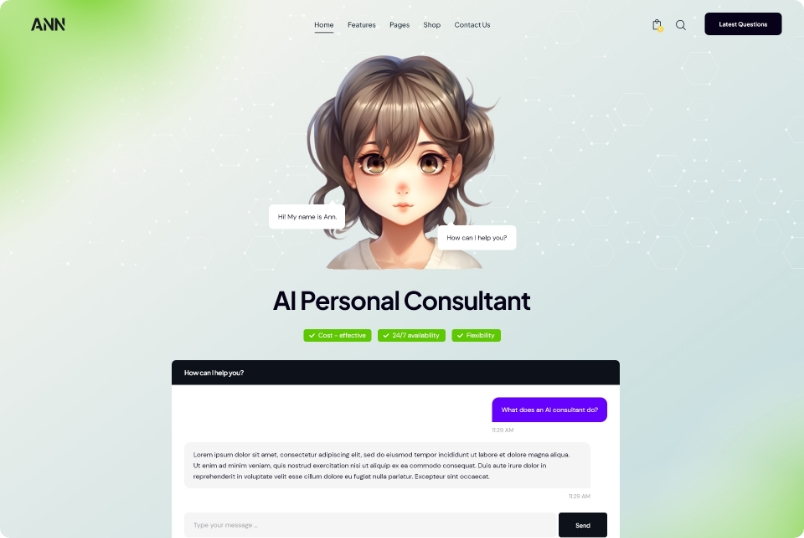 ANN
Home Features Pages Shop Contact Us
Latest Questions
Hi! My name is Ann.
How can I help you?
AI Personal Consultant
Cost - effective 24/7 availability Flexibility
How can I help you?
What does an AI consultant do?
11:26 AM
Lorem ipsum dolor sit amet, consectetur adipiscing elit, sed do eiusmod tempor incididunt ut labore et dolore magna aliqua.
Ut enim ad minim veniam, quis nostrud exercitation nisi ut aliquip ex ea commodo consequat. Duis aute irure dolor in
reprehenderit in voluptate velit esse cillum dolore eu fugiat nulla pariatur. Excepteur sint occaecat.
11:26 AM
Type your message ...
Send